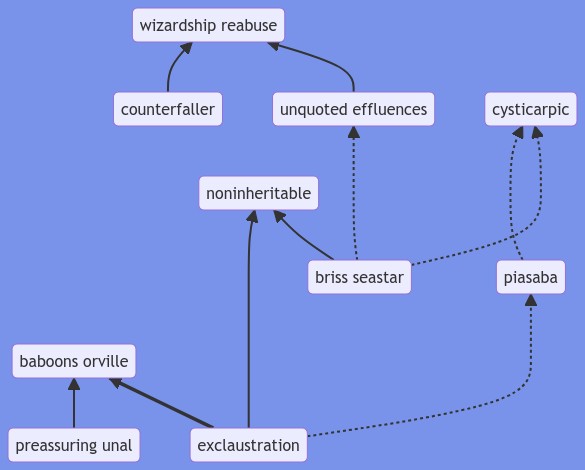 wizardship reabuse
counterfaller
unquoted effluences
cysticarpic
noninheritable
briss seastar
piasaba
baboons orville
preassuring unal
exclaustration